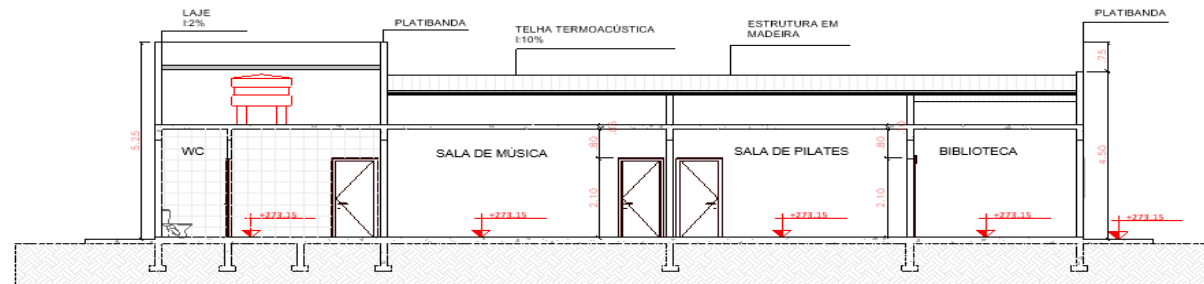 LAJE
I:2%
PLATIBANDA
TELHA TERMOACÚSTICA
I:10%
ESTRUTURA EM
MADEIRA
PLATIBANDA
.75
5.25
WC
SALA DE MÚSICA
.80
SALA DE PILATES
.80
BIBLIOTECA
4.50
2.10
2.10
+273,15
+273,15
+273,15
+273,15
+273,15